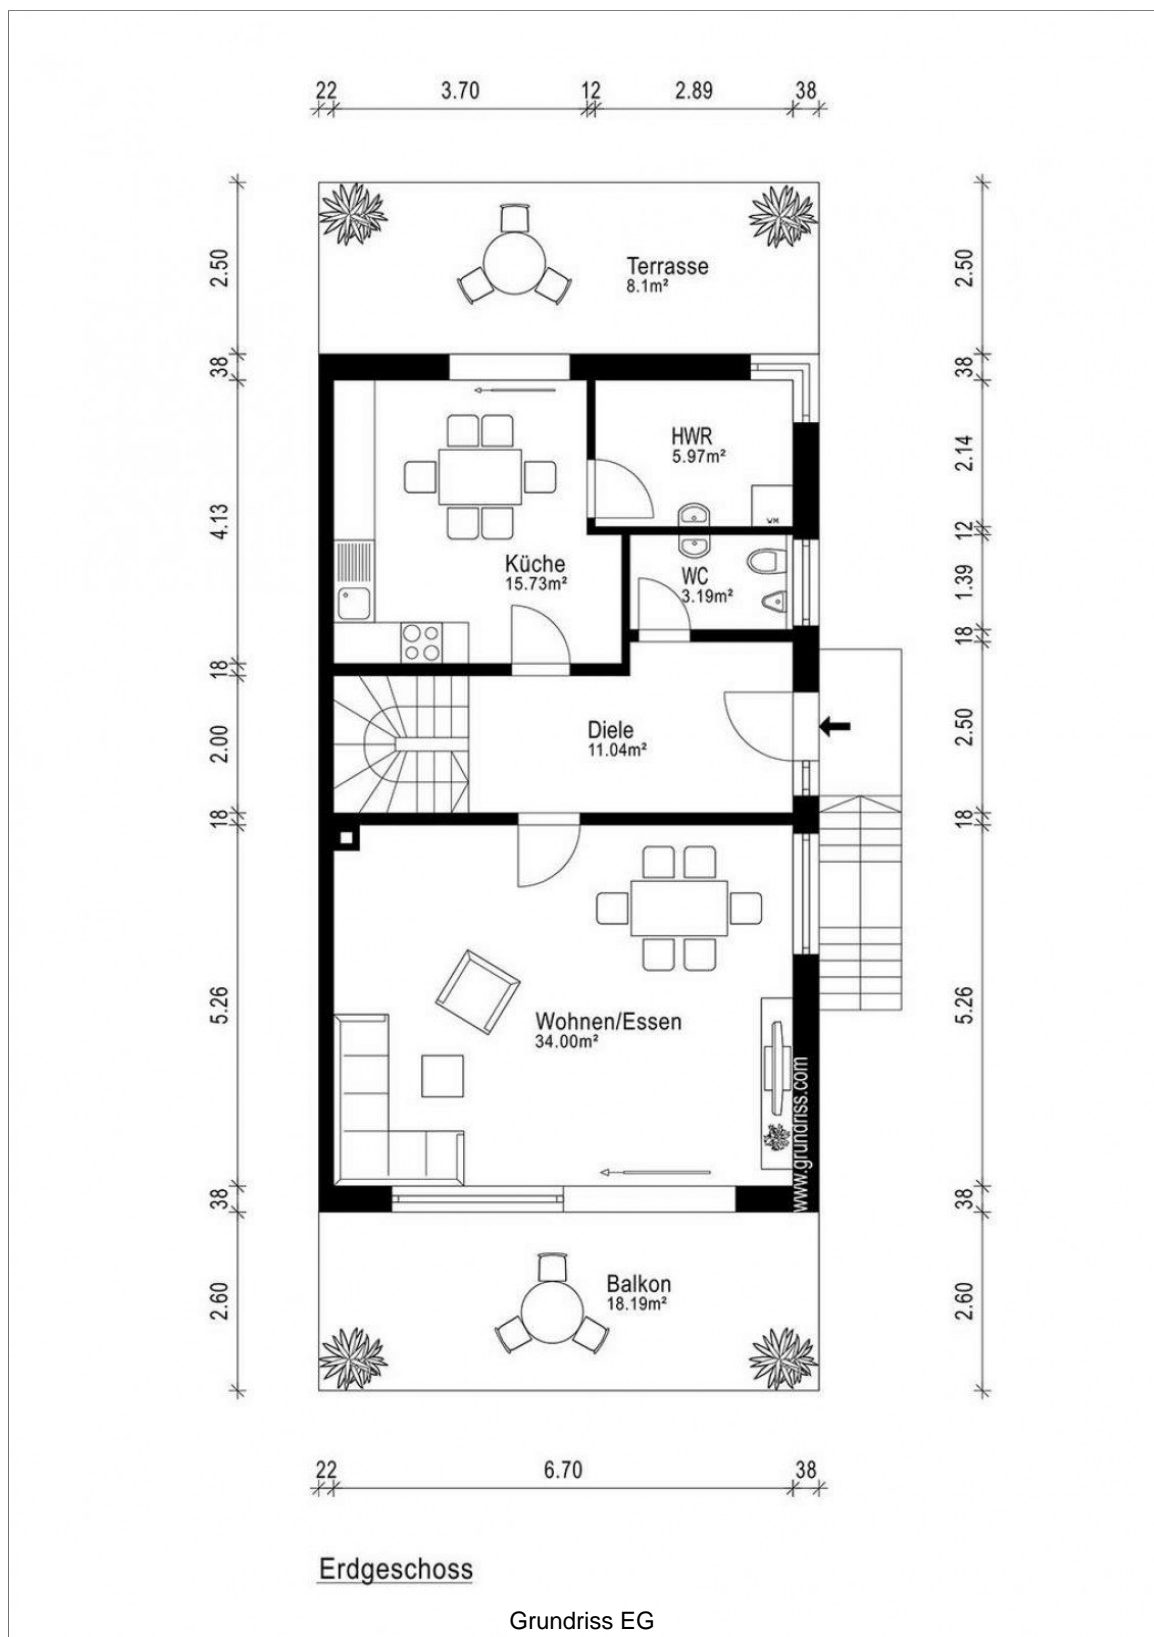 22 3.70 12 2.89 38
2.50
2.50
Terrasse
8.1m²
38
38
HWR
5.97m²
2.14
4.13
12
Küche
15.73m²
WM
WC
3.19m²
1.39
18
18
2.00
Diele
11.04m²
2.50
18
18
5.26
Wohnen/Essen
34.00m²
5.26
www.grundriss.com
38
38
2.60
Balkon
18.19m²
2.60
22 6.70 38
Erdgeschoss
Grundriss EG